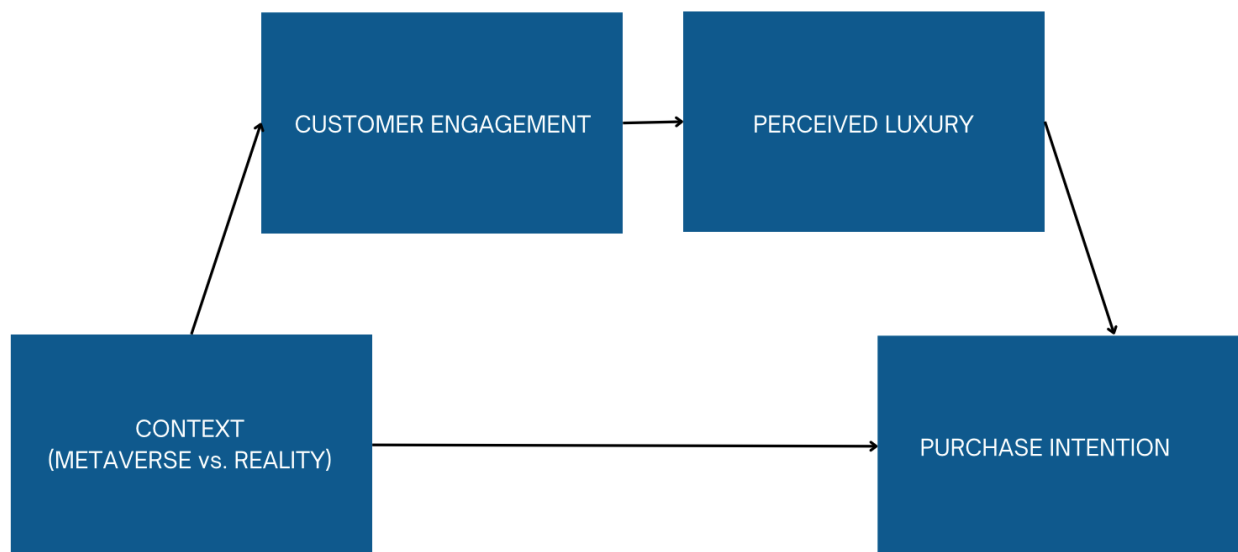 CUSTOMER ENGAGEMENT
PERCEIVED LUXURY
CONTEXT
(METAVERSE vs. REALITY)
PURCHASE INTENTION